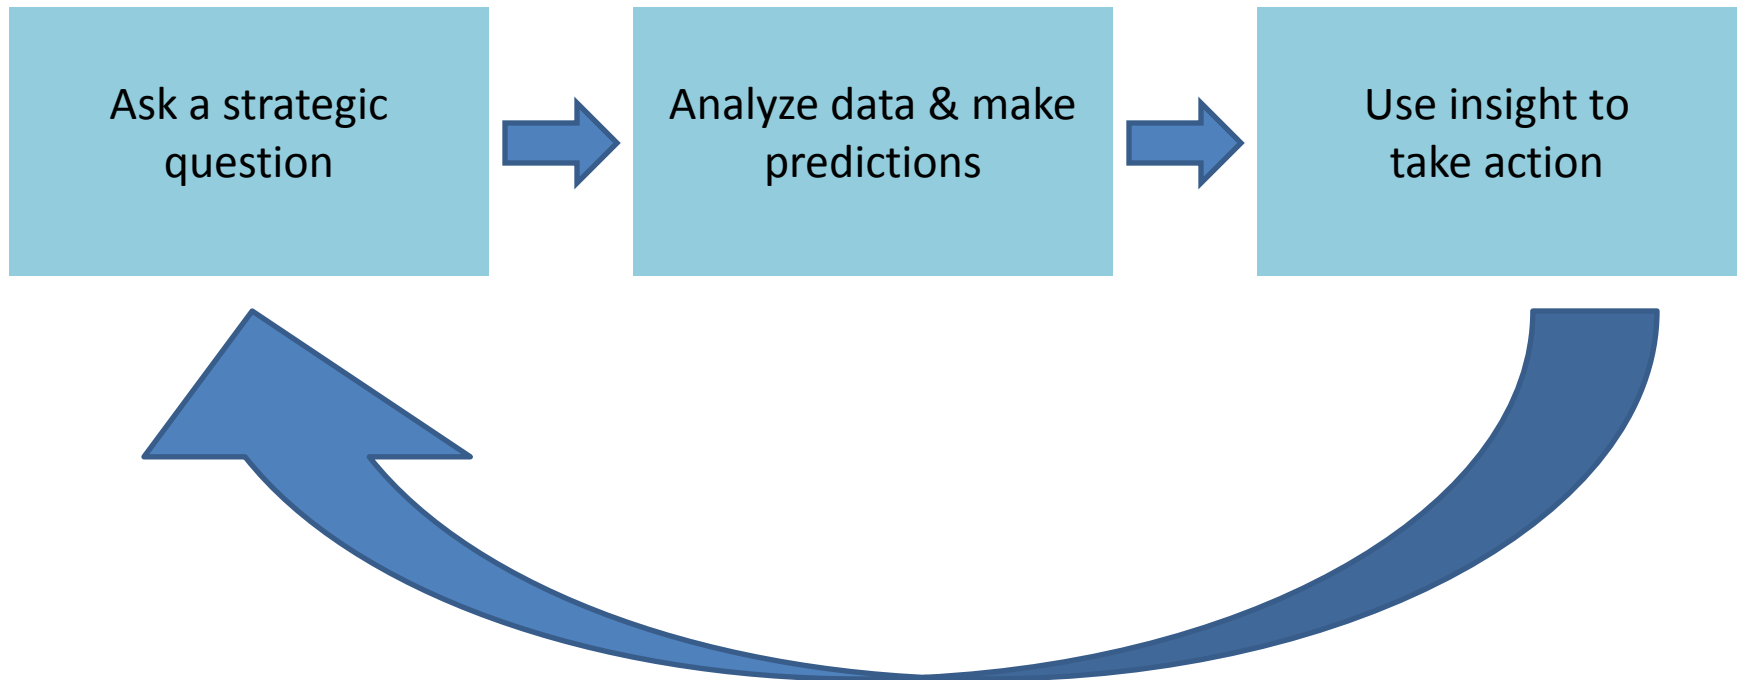 Ask a strategic
question
Analyze data & make
predictions
Use insight to
take action